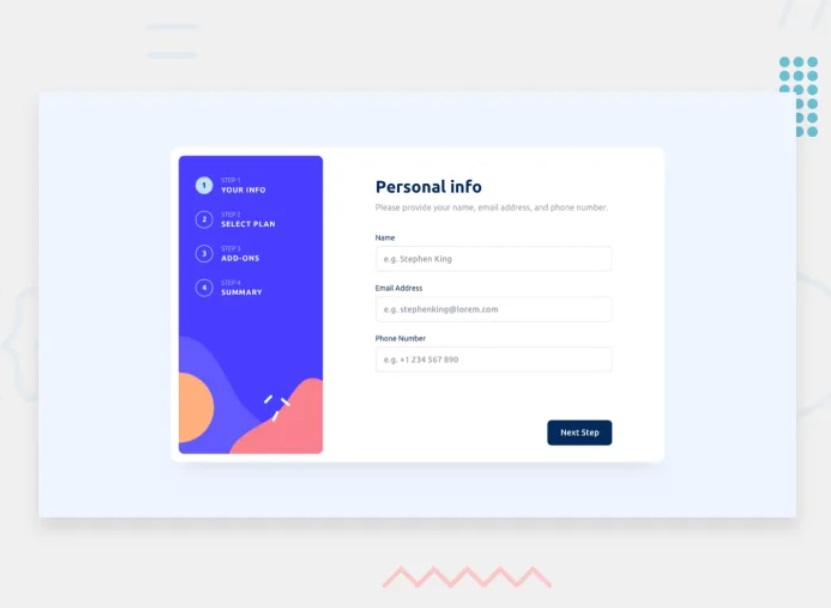 1
STEP 1
YOUR INFO
2
STEP 2
SELECT PLAN
3
STEP 3
ADD-ONS
4
STEP 4
SUMMARY
Personal info
Please provide your name, email address, and phone number.
Name
e.g. Stephen King
Email Address
e.g. stephenking@lorem.com
Phone Number
e.g. +1 234 567 890
Next Step